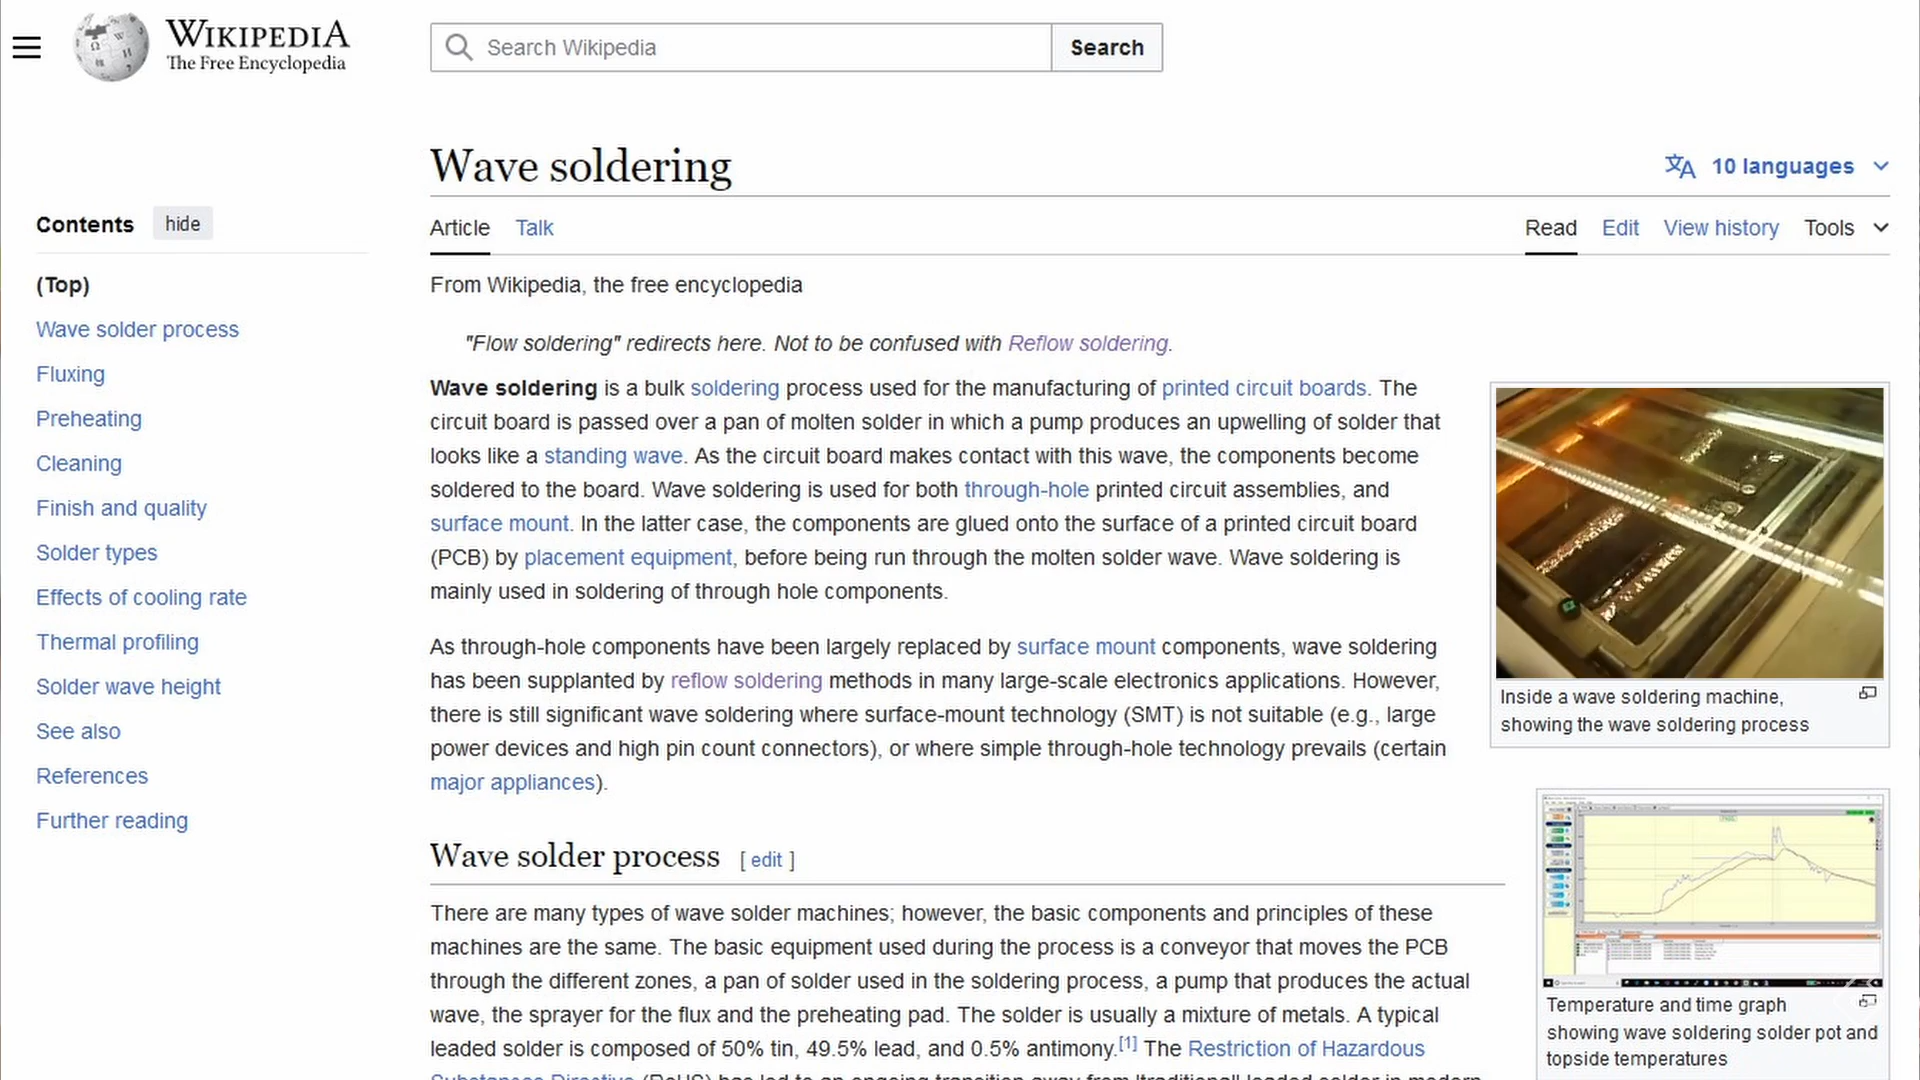 WIKIPEDIA
The Free Encyclopedia
Search Wikipedia
Search
Wave soldering
10 languages
Contents hide
Article Talk
Read Edit View history Tools
(Top)
Wave solder process
Fluxing
Preheating
Cleaning
Finish and quality
Solder types
Effects of cooling rate
Thermal profiling
Solder wave height
See also
References
Further reading
From Wikipedia, the free encyclopedia
"Flow soldering" redirects here. Not to be confused with Reflow soldering.
Wave soldering is a bulk soldering process used for the manufacturing of printed circuit boards. The
circuit board is passed over a pan of molten solder in which a pump produces an upwelling of solder that
looks like a standing wave. As the circuit board makes contact with this wave, the components become
soldered to the board. Wave soldering is used for both through-hole printed circuit assemblies, and
surface mount. In the latter case, the components are glued onto the surface of a printed circuit board
(PCB) by placement equipment, before being run through the molten solder wave. Wave soldering is
mainly used in soldering of through hole components.
As through-hole components have been largely replaced by surface mount components, wave soldering
has been supplanted by reflow soldering methods in many large-scale electronics applications. However,
there is still significant wave soldering where surface-mount technology (SMT) is not suitable (e.g., large
power devices and high pin count connectors), or where simple through-hole technology prevails (certain
major appliances).
Inside a wave soldering machine,
showing the wave soldering process
Wave solder process [ edit ]
There are many types of wave solder machines; however, the basic components and principles of these
machines are the same. The basic equipment used during the process is a conveyor that moves the PCB
through the different zones, a pan of solder used in the soldering process, a pump that produces the actual
wave, the sprayer for the flux and the preheating pad. The solder is usually a mixture of metals. A typical
leaded solder is composed of 50% tin, 49.5% lead, and 0.5% antimony.[1] The Restriction of Hazardous
Substances Directive (RoHS) has led to an ongoing transition away from 'traditional' leaded solder in modern
Temperature and time graph
showing wave soldering solder pot and
topside temperatures